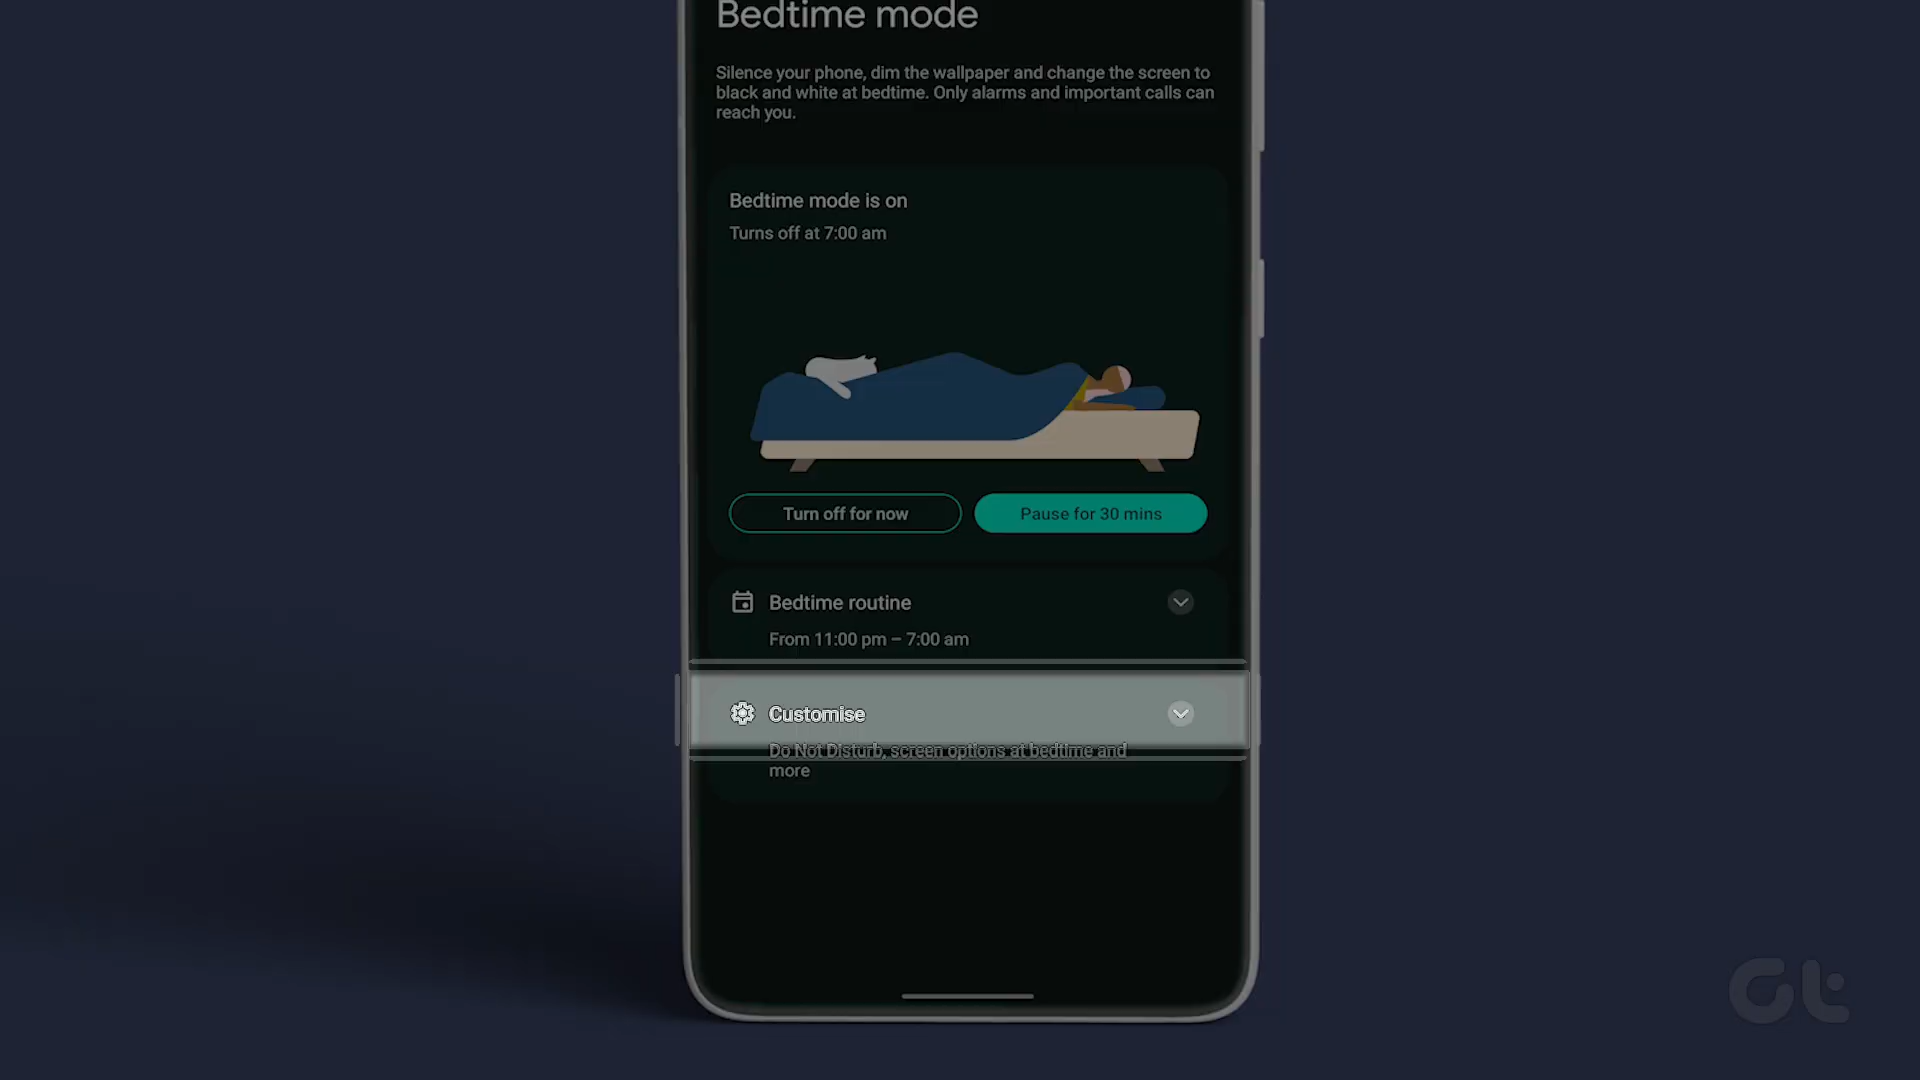 Bedtime mode
Silence your phone, dim the wallpaper and change the screen to
black and white at bedtime. Only alarms and important calls can
reach you.
Bedtime mode is on
Turns off at 7:00 am
Turn off for now
Pause for 30 mins
Bedtime routine
From 11:00 pm – 7:00 am
Customise
Do Not Disturb, screen options at bedtime and
more
Gt